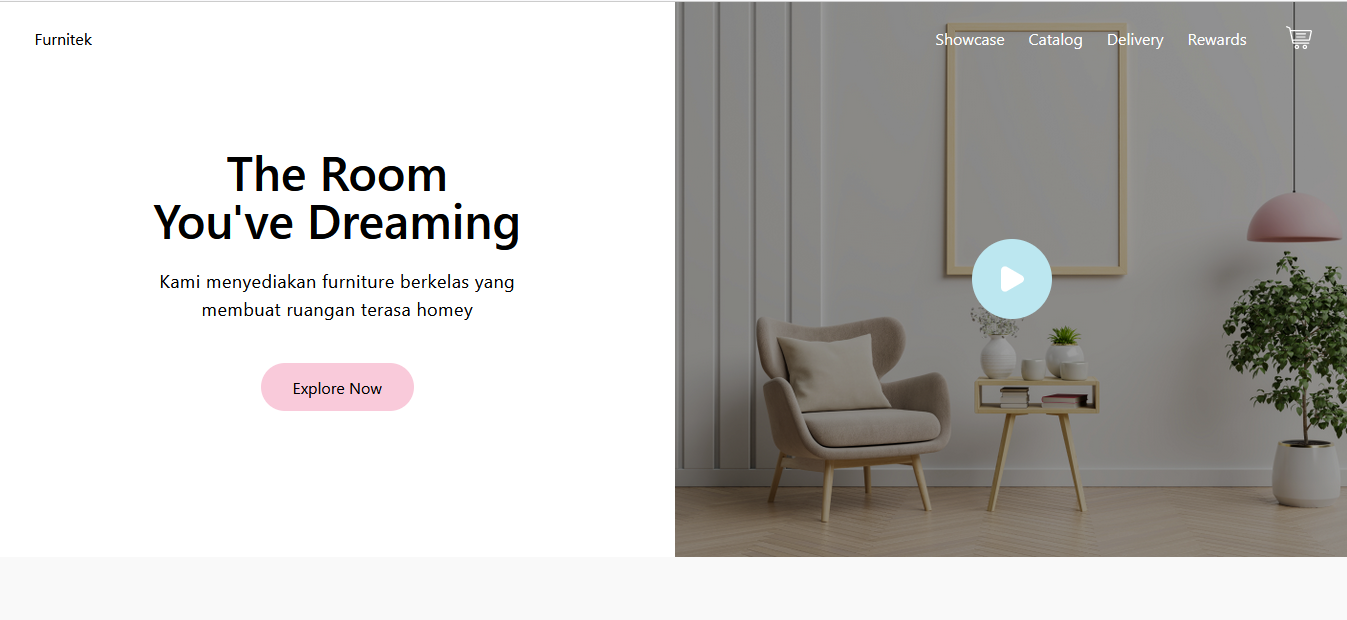 Furnitek
Showcase Catalog Delivery Rewards
The Room
You've Dreaming
Kami menyediakan furniture berkelas yang
membuat ruangan terasa homey
Explore Now